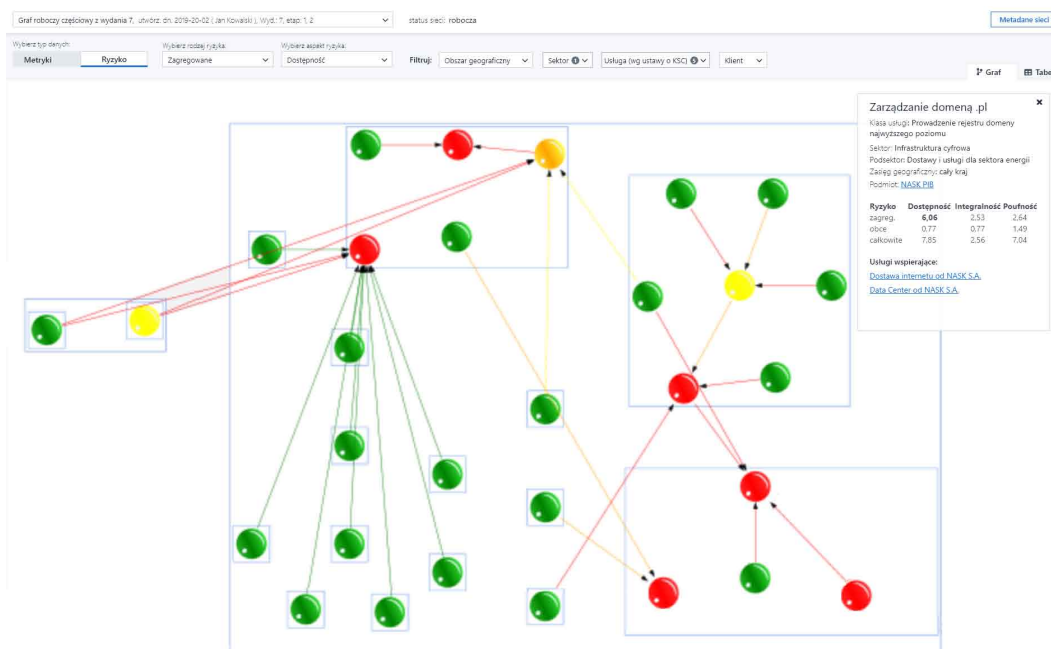 Graf roboczy częściowy z wydania 7, utwórz. dn. 2019-20-02 ( Jan Kowalski ), Wyd.: 7, etap: 1, 2
status sieci: robocza
Metadane sieci
Wybierz typ danych:
Wybierz rodzaj ryzyka:
Wybierz aspekt ryzyka:
Metryki
Ryzyko
Zagregowane
Dostępność
Filtruj:
Obszar geograficzny
Sektor 1
Usługa (wg ustawy o KSC) 5
Klient
Graf
Tabe
Zarządzanie domeną .pl
Klasa usługi: Prowadzenie rejestru domeny
najwyższego poziomu
Sektor: Infrastruktura cyfrowa
Podsektor: Dostawy i usługi dla sektora energii
Zasięg geograficzny: cały kraj
Podmiot: NASK PIB
Ryzyko Dostępność Integralność Poufność
zagreg. 6,06 2.53 2,64
obce 0.77 0.77 1.49
całkowite 7,85 2,56 7,04
Usługi wspierające:
Dostawa internetu od NASK S.A.
Data Center od NASK S.A.